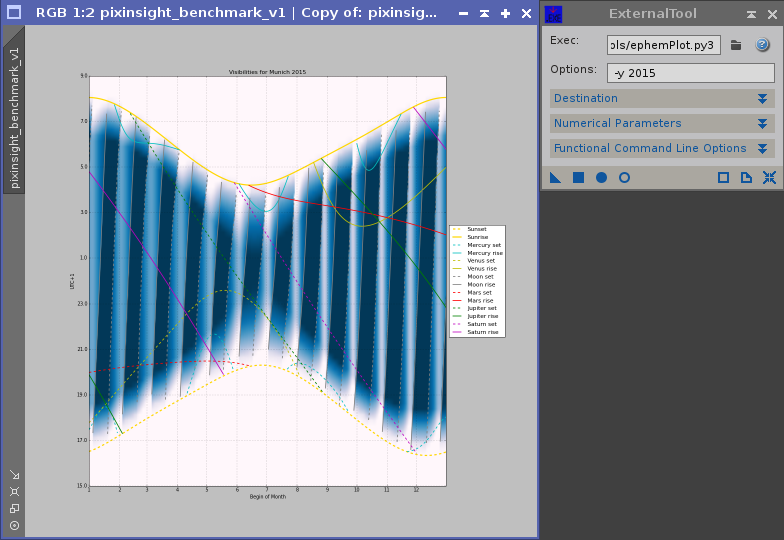 RGB 1:2 pixinsight_benchmark_v1 | Copy of: pixinsig...
pixinsight_benchmark_v1
Visibilities for Munich 2015
9.0
7.0
5.0
3.0
1.0
23.0
21.0
19.0
17.0
15.0
UTC+1
1 2 3 4 5 6 7 8 9 10 11 12
Begin of Month
Sunset
Sunrise
Mercury set
Mercury rise
Venus set
Venus rise
Moon set
Moon rise
Mars set
Mars rise
Jupiter set
Jupiter rise
Saturn set
Saturn rise
ExternalTool
Exec: ols/ephemPlot.py3
Options: -y 2015
Destination
Numerical Parameters
Functional Command Line Options